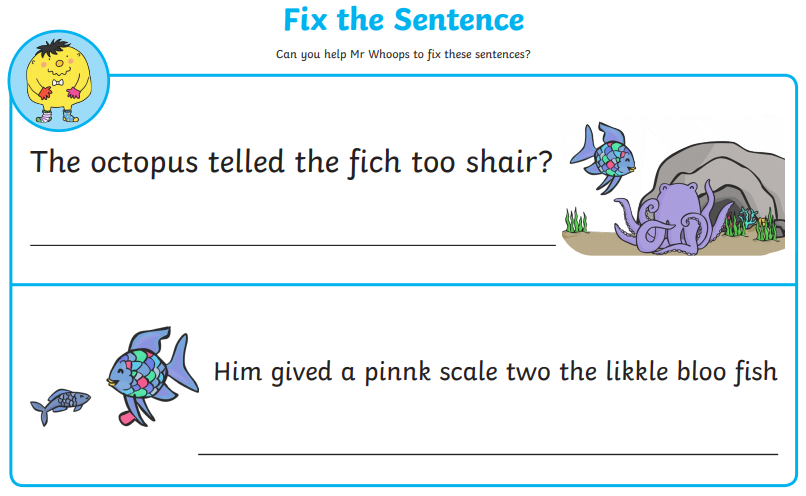 Fix the Sentence
Can you help Mr Whoops to fix these sentences?
The octopus telled the fich too shair?
Him gived a pinnk scale two the likkle bloo fish